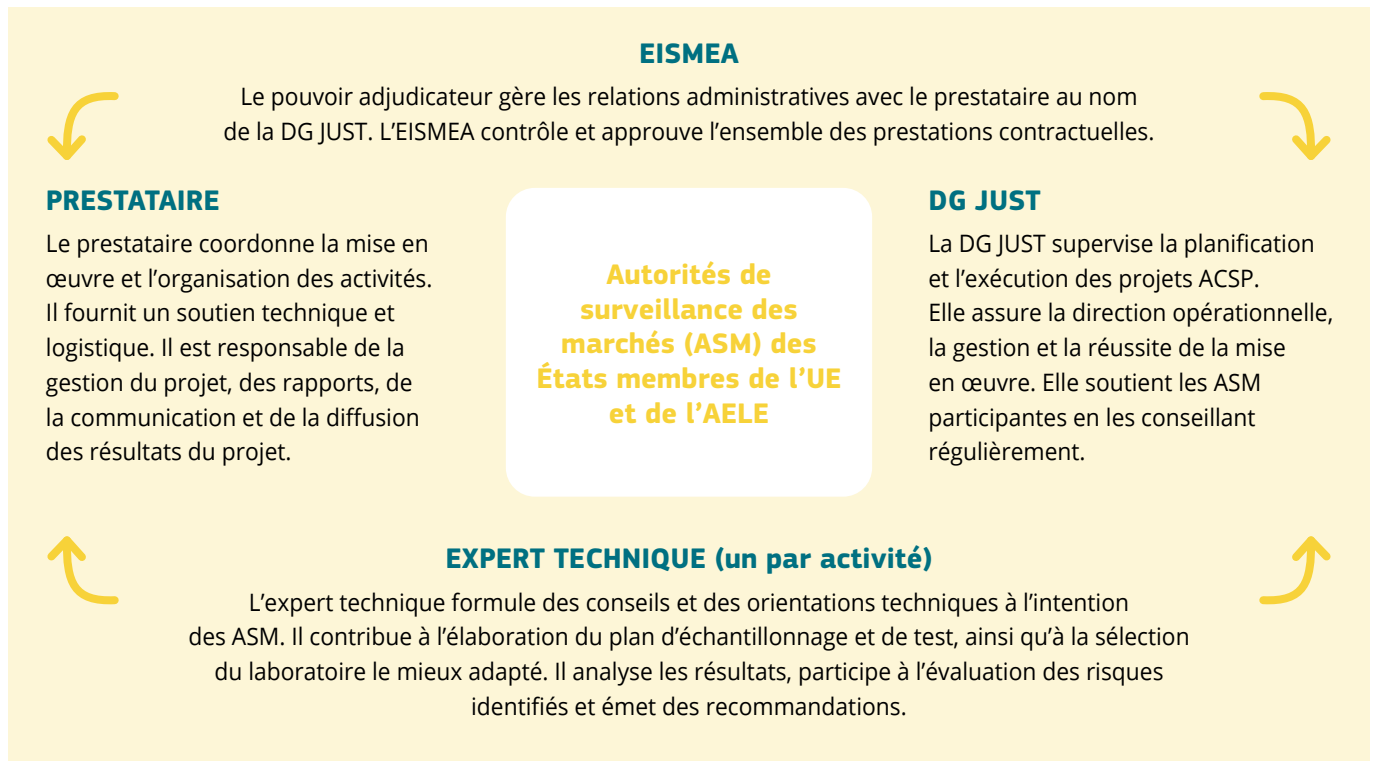 EISMEA
Le pouvoir adjudicateur gère les relations administratives avec le prestataire au nom
de la DG JUST. L’EISMEA contrôle et approuve l’ensemble des prestations contractuelles.
PRESTATAIRE
Le prestataire coordonne la mise en
œuvre et l’organisation des activités.
Il fournit un soutien technique et
logistique. Il est responsable de la
gestion du projet, des rapports, de
la communication et de la diffusion
des résultats du projet.
Autorités de
surveillance des
marchés (ASM) des
États membres de l’UE
et de l’AELE
DG JUST
La DG JUST supervise la planification
et l’exécution des projets ACSP.
Elle assure la direction opérationnelle,
la gestion et la réussite de la mise
en œuvre. Elle soutient les ASM
participantes en les conseillant
régulièrement.
EXPERT TECHNIQUE (un par activité)
L’expert technique formule des conseils et des orientations techniques à l’intention
des ASM. Il contribue à l’élaboration du plan d’échantillonnage et de test, ainsi qu’à la sélection
du laboratoire le mieux adapté. Il analyse les résultats, participe à l’évaluation des risques
identifiés et émet des recommandations.